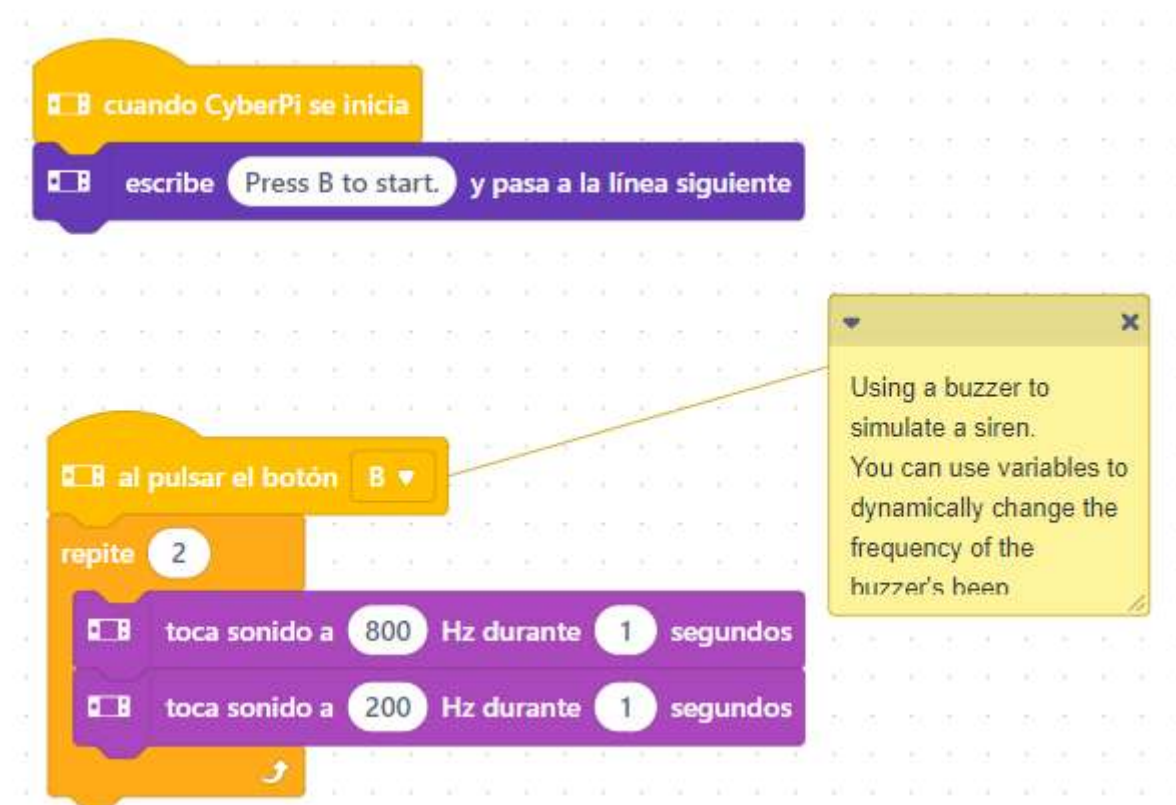 cuando CyberPi se inicia
escribe Press B to start. y pasa a la línea siguiente
Using a buzzer to
simulate a siren.
You can use variables to
dynamically change the
frequency of the
buzzer's
al pulsar el botón B
repite 2
toca sonido a 800 Hz durante 1 segundos
toca sonido a 200 Hz durante 1 segundos